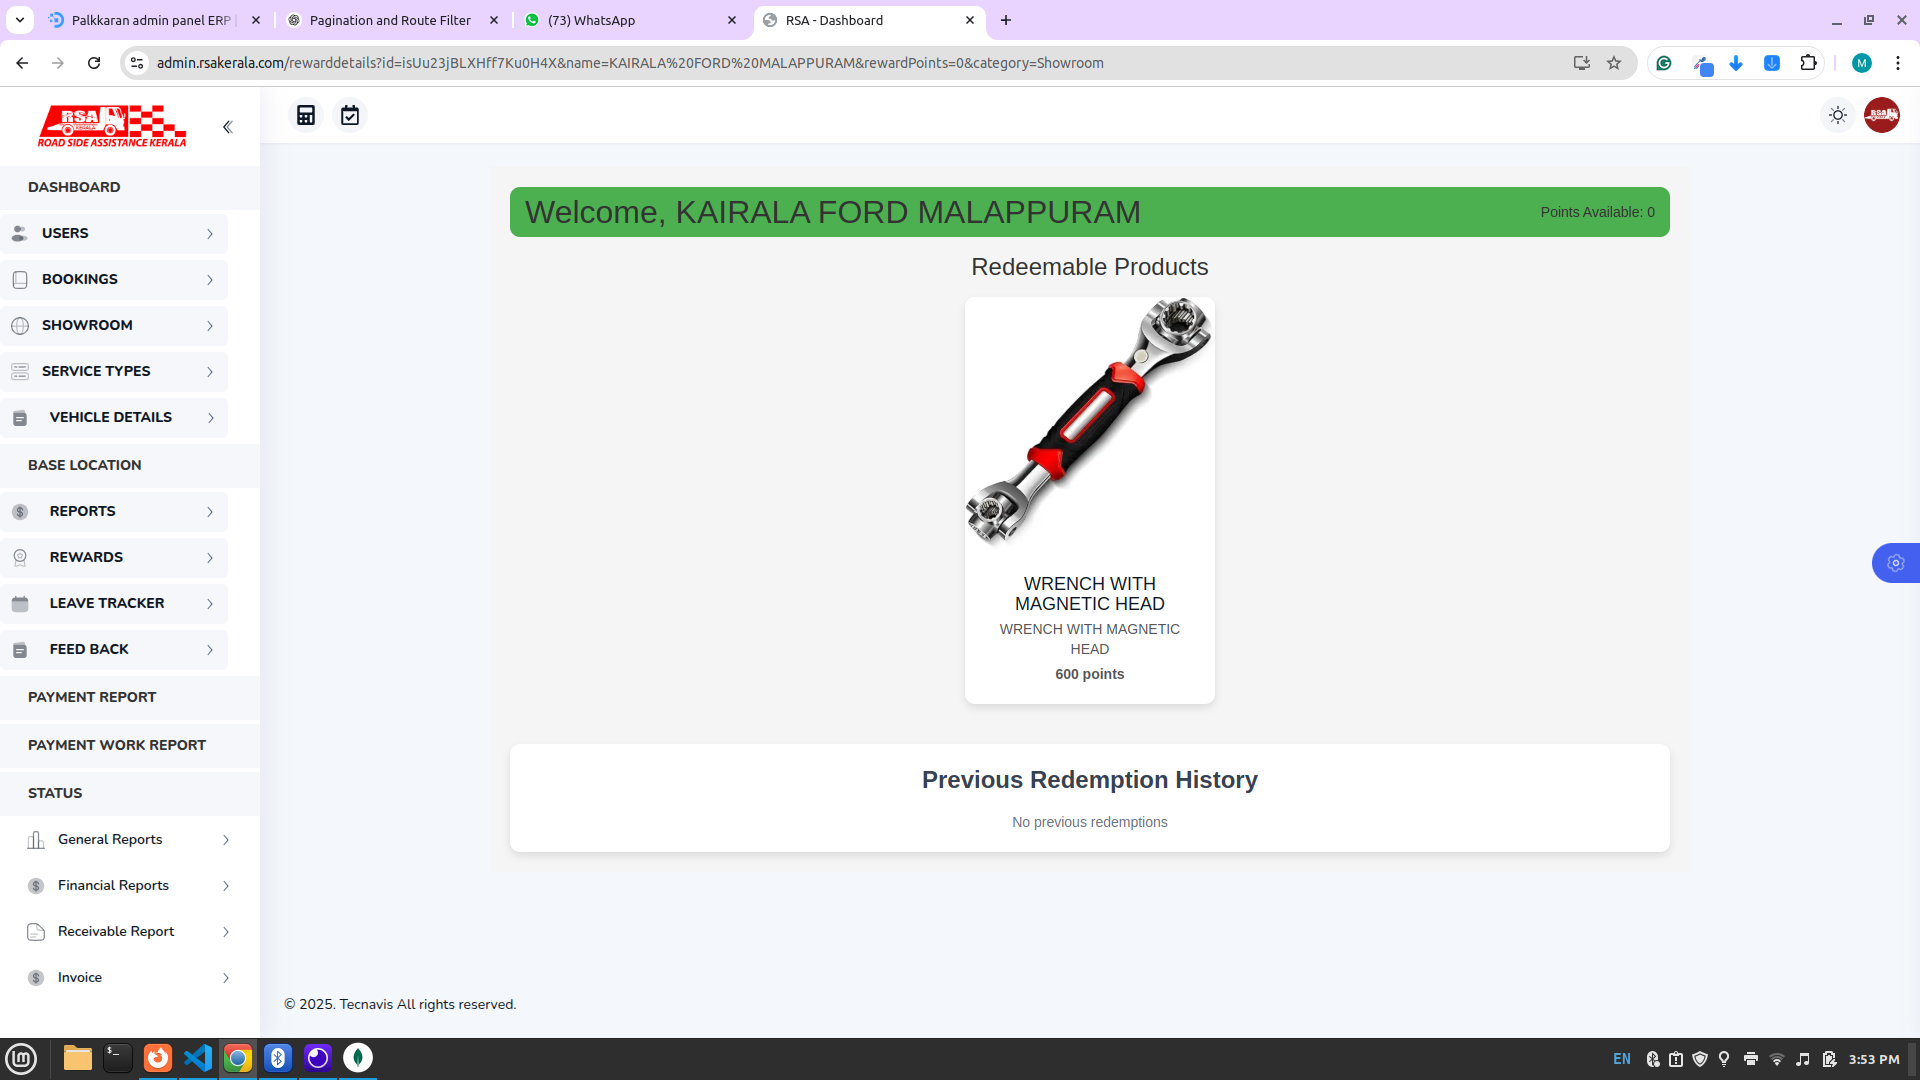 Palkkaran admin panel ERP
Pagination and Route Filter
(73) WhatsApp
RSA - Dashboard
admin.rsakerala.com/rewarddetails?id=isUu23jBLXHff7Ku0H4X&name=KAIRALA%20FORD%20MALAPPURAM&rewardPoints=0&category=Showroom
M
RSA
KERALA
ROAD SIDE ASSISTANCE KERALA
DASHBOARD
USERS
BOOKINGS
SHOWROOM
SERVICE TYPES
VEHICLE DETAILS
BASE LOCATION
REPORTS
REWARDS
LEAVE TRACKER
FEED BACK
PAYMENT REPORT
PAYMENT WORK REPORT
STATUS
General Reports
Financial Reports
Receivable Report
Invoice
Welcome, KAIRALA FORD MALAPPURAM
Points Available: 0
Redeemable Products
WRENCH WITH
MAGNETIC HEAD
WRENCH WITH MAGNETIC
HEAD
600 points
Previous Redemption History
No previous redemptions
© 2025. Tecnavis All rights reserved.
EN
3:53 PM